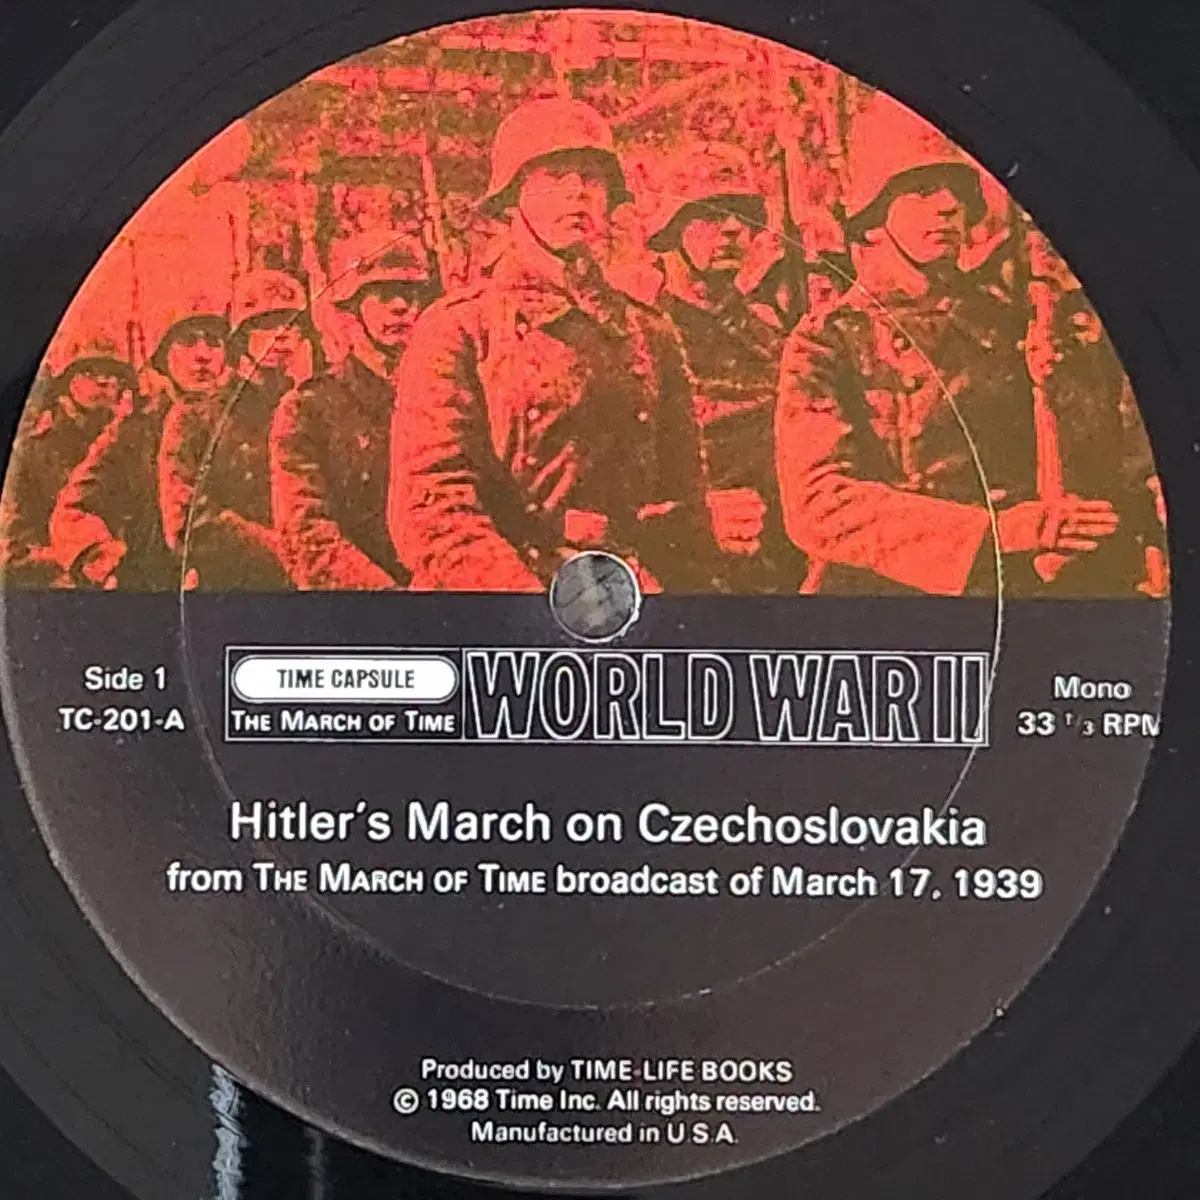 Side 1
TC-201-A
TIME CAPSULE
THE MARCH OF TIME
WORLD WAR II
Mono
33 1/3 RPM
Hitler's March on Czechoslovakia
from THE MARCH OF TIME broadcast of March 17, 1939
Produced by TIME-LIFE BOOKS
© 1968 Time Inc. All rights reserved.
Manufactured in U.S.A.